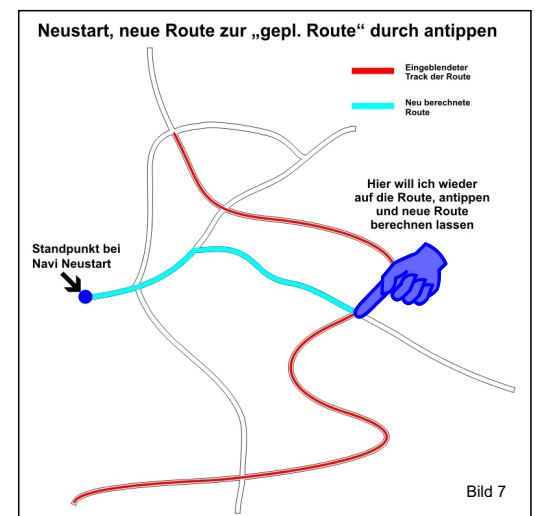 Neustart, neue Route zur „gepl. Route“ durch antippen
Eingeblendeter
Track der Route
Neu berechnete
Route
Hier will ich wieder
auf die Route, antippen
und neue Route
berechnen lassen
Standpunkt bei
Navi Neustart
Bild 7